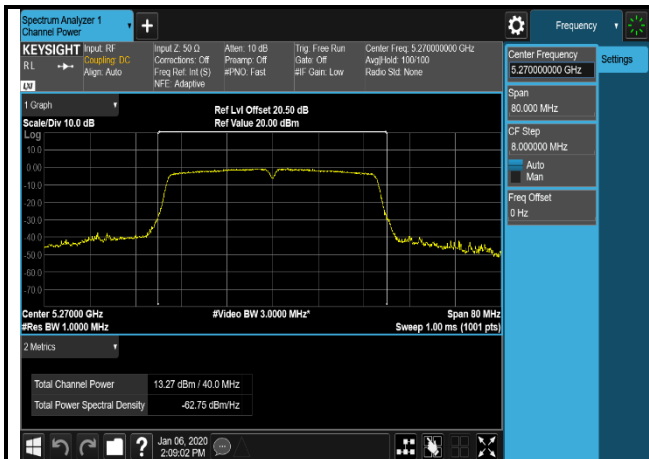 Spectrum Analyzer 1
Channel Power
+
Frequency
KEYSIGHT
RL
LXI
Input: RF
Coupling: DC
Align: Auto
Input Z: 50 Ω
Corrections: Off
Freq Ref: Int (S)
NFE: Adaptive
Atten: 10 dB
Preamp: Off
#PNO: Fast
Trig: Free Run
Gate: Off
#IF Gain: Low
Center Freq: 5.270000000 GHz
Avg|Hold: 100/100
Radio Std: None
Center Frequency
5.270000000 GHz
Settings
Span
80.000 MHz
CF Step
8.000000 MHz
Auto
Man
Freq Offset
0 Hz
1 Graph
Scale/Div 10.0 dB
Ref Lvl Offset 20.50 dB
Ref Value 20.00 dBm
Log
10.0
0.00
-10.0
-20.0
-30.0
-40.0
-50.0
-60.0
-70.0
Center 5.27000 GHz
#Video BW 3.0000 MHz*
Span 80 MHz
#Res BW 1.0000 MHz
Sweep 1.00 ms (1001 pts)
2 Metrics
Total Channel Power 13.27 dBm / 40.0 MHz
Total Power Spectral Density -62.75 dBm/Hz
?
Jan 06, 2020
2:09:02 PM